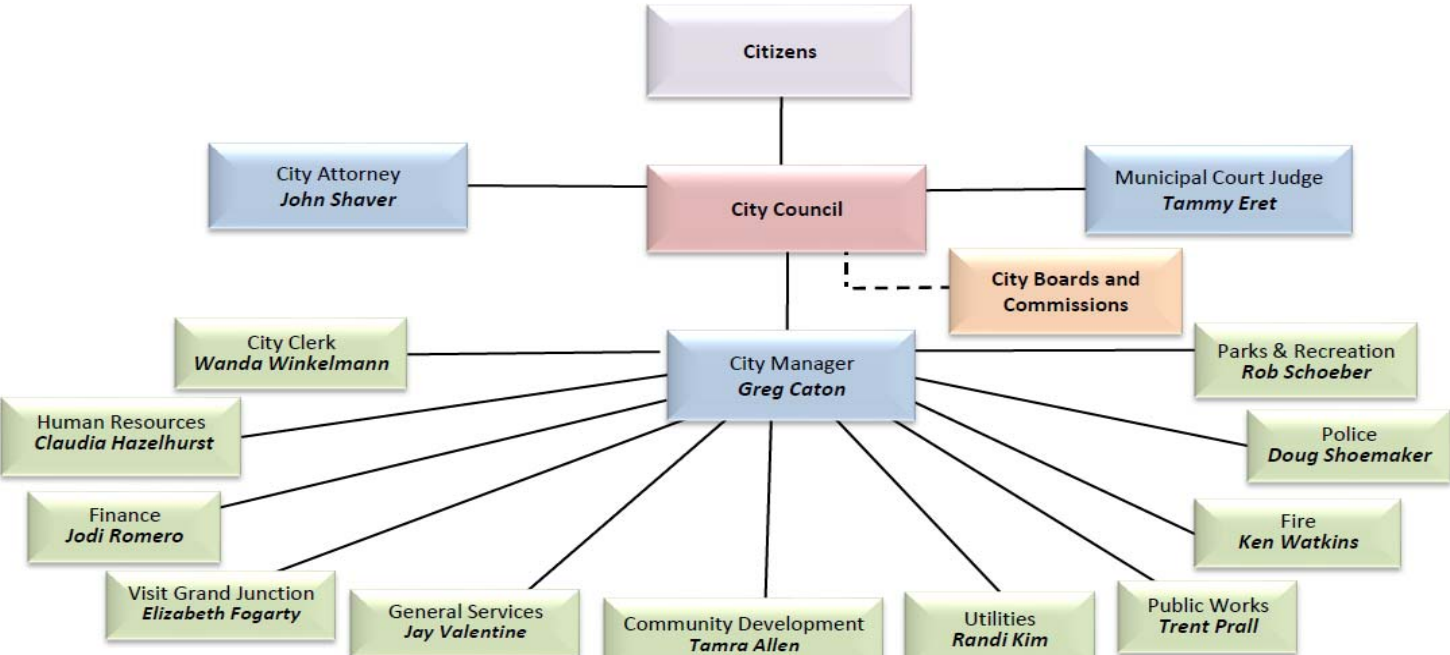 Citizens
City Attorney
John Shaver
City Council
Municipal Court Judge
Tammy Eret
City Boards and
Commissions
City Clerk
Wanda Winkelmann
City Manager
Greg Caton
Parks & Recreation
Rob Schoeber
Human Resources
Claudia Hazelhurst
Police
Doug Shoemaker
Finance
Jodi Romero
Fire
Ken Watkins
Visit Grand Junction
Elizabeth Fogarty
General Services
Jay Valentine
Community Development
Tamra Allen
Utilities
Randi Kim
Public Works
Trent Prall